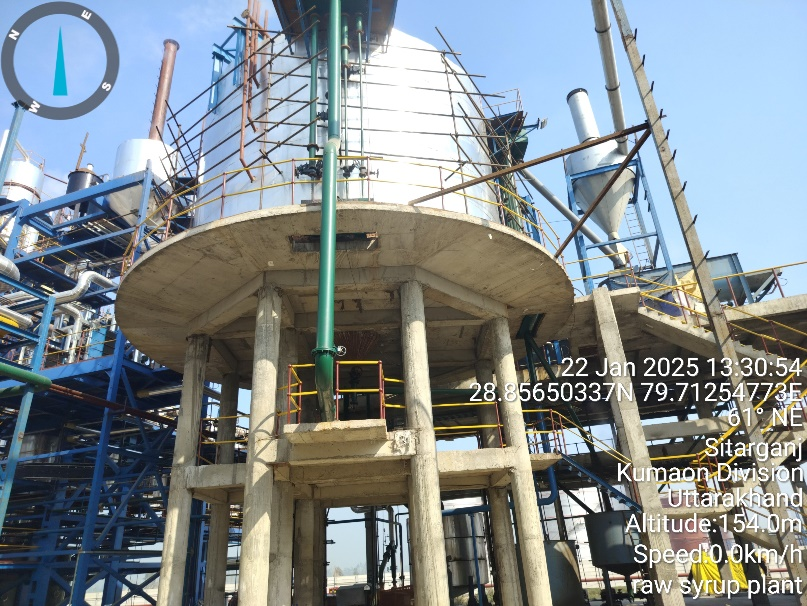 N
E
S
W
22 Jan 2025 13:30:54
28.85650337N 79.71254773E
61° NE
Sitarganj
Kumaon Division
Uttarakhand
Altitude:154.0m
Speed:0.0km/h
raw syrup plant